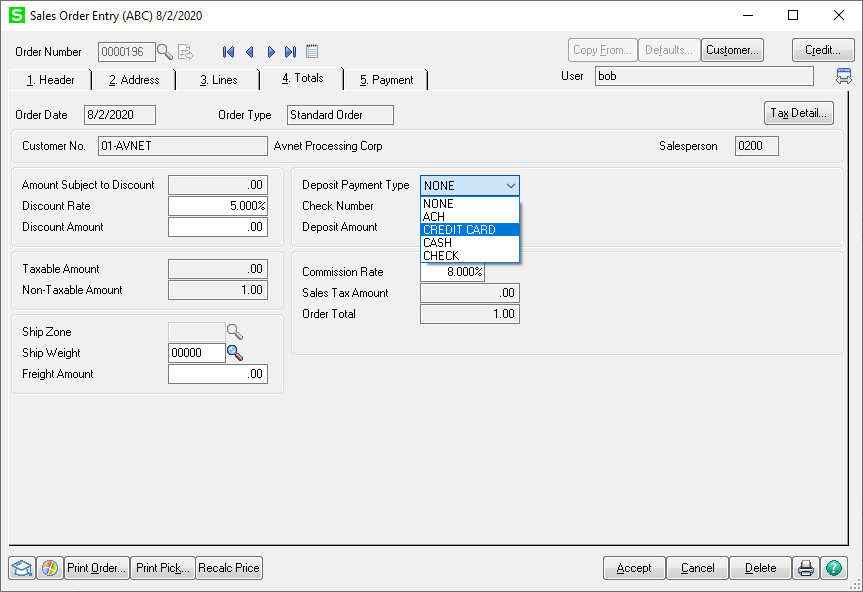 S Sales Order Entry (ABC) 8/2/2020
Order Number 0000196 Copy From... Defaults... Customer... Credit...
1. Header 2. Address 3. Lines 4. Totals 5. Payment User bob
Order Date 8/2/2020 Order Type Standard Order Tax Detail...
Customer No. 01-AVNET Avnet Processing Corp Salesperson 0200
Amount Subject to Discount .00 Deposit Payment Type NONE
Discount Rate 5.000% Check Number NONE
ACH
Discount Amount .00 Deposit Amount CREDIT CARD
CASH
CHECK
Taxable Amount .00 Commission Rate 8.000%
Non-Taxable Amount 1.00 Sales Tax Amount .00
Order Total 1.00
Ship Zone
Ship Weight 00000
Freight Amount .00
Print Order... Print Pick... Recalc Price Accept Cancel Delete ?